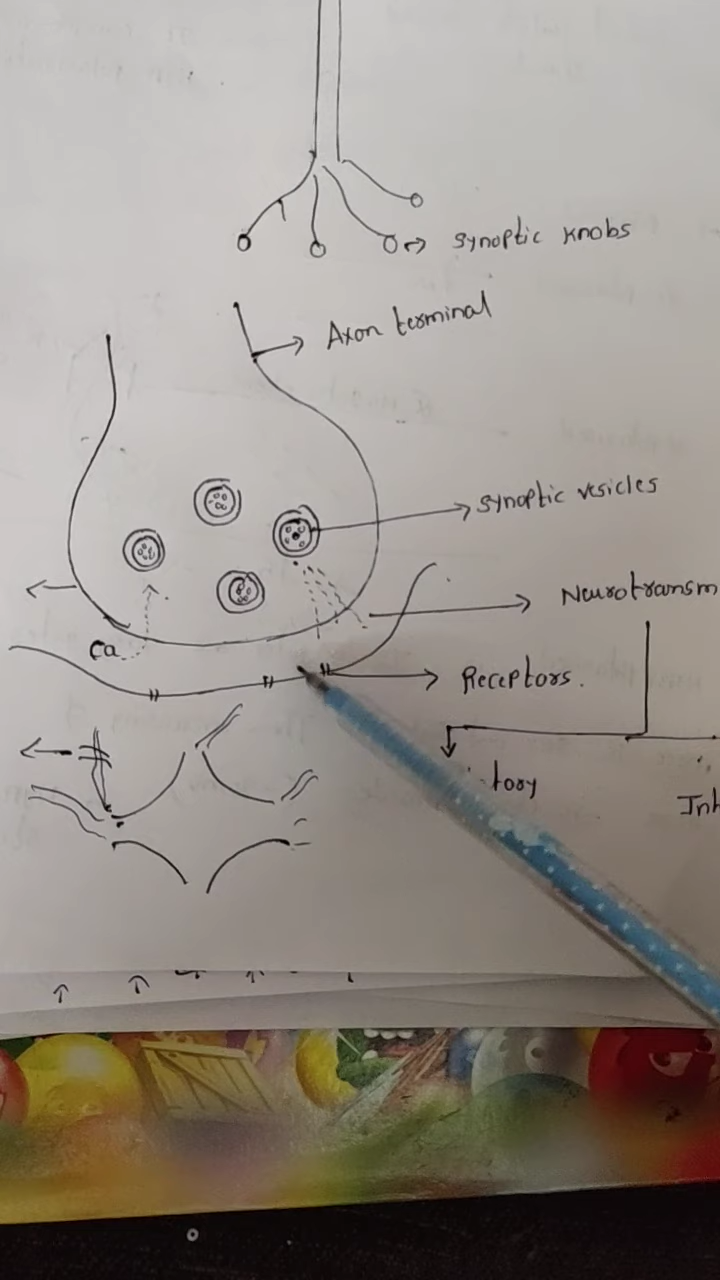 synoptic knobs
Axon terminal
synoptic vesicles
Neurotransm
Ca
Receptors.
tory
Inh